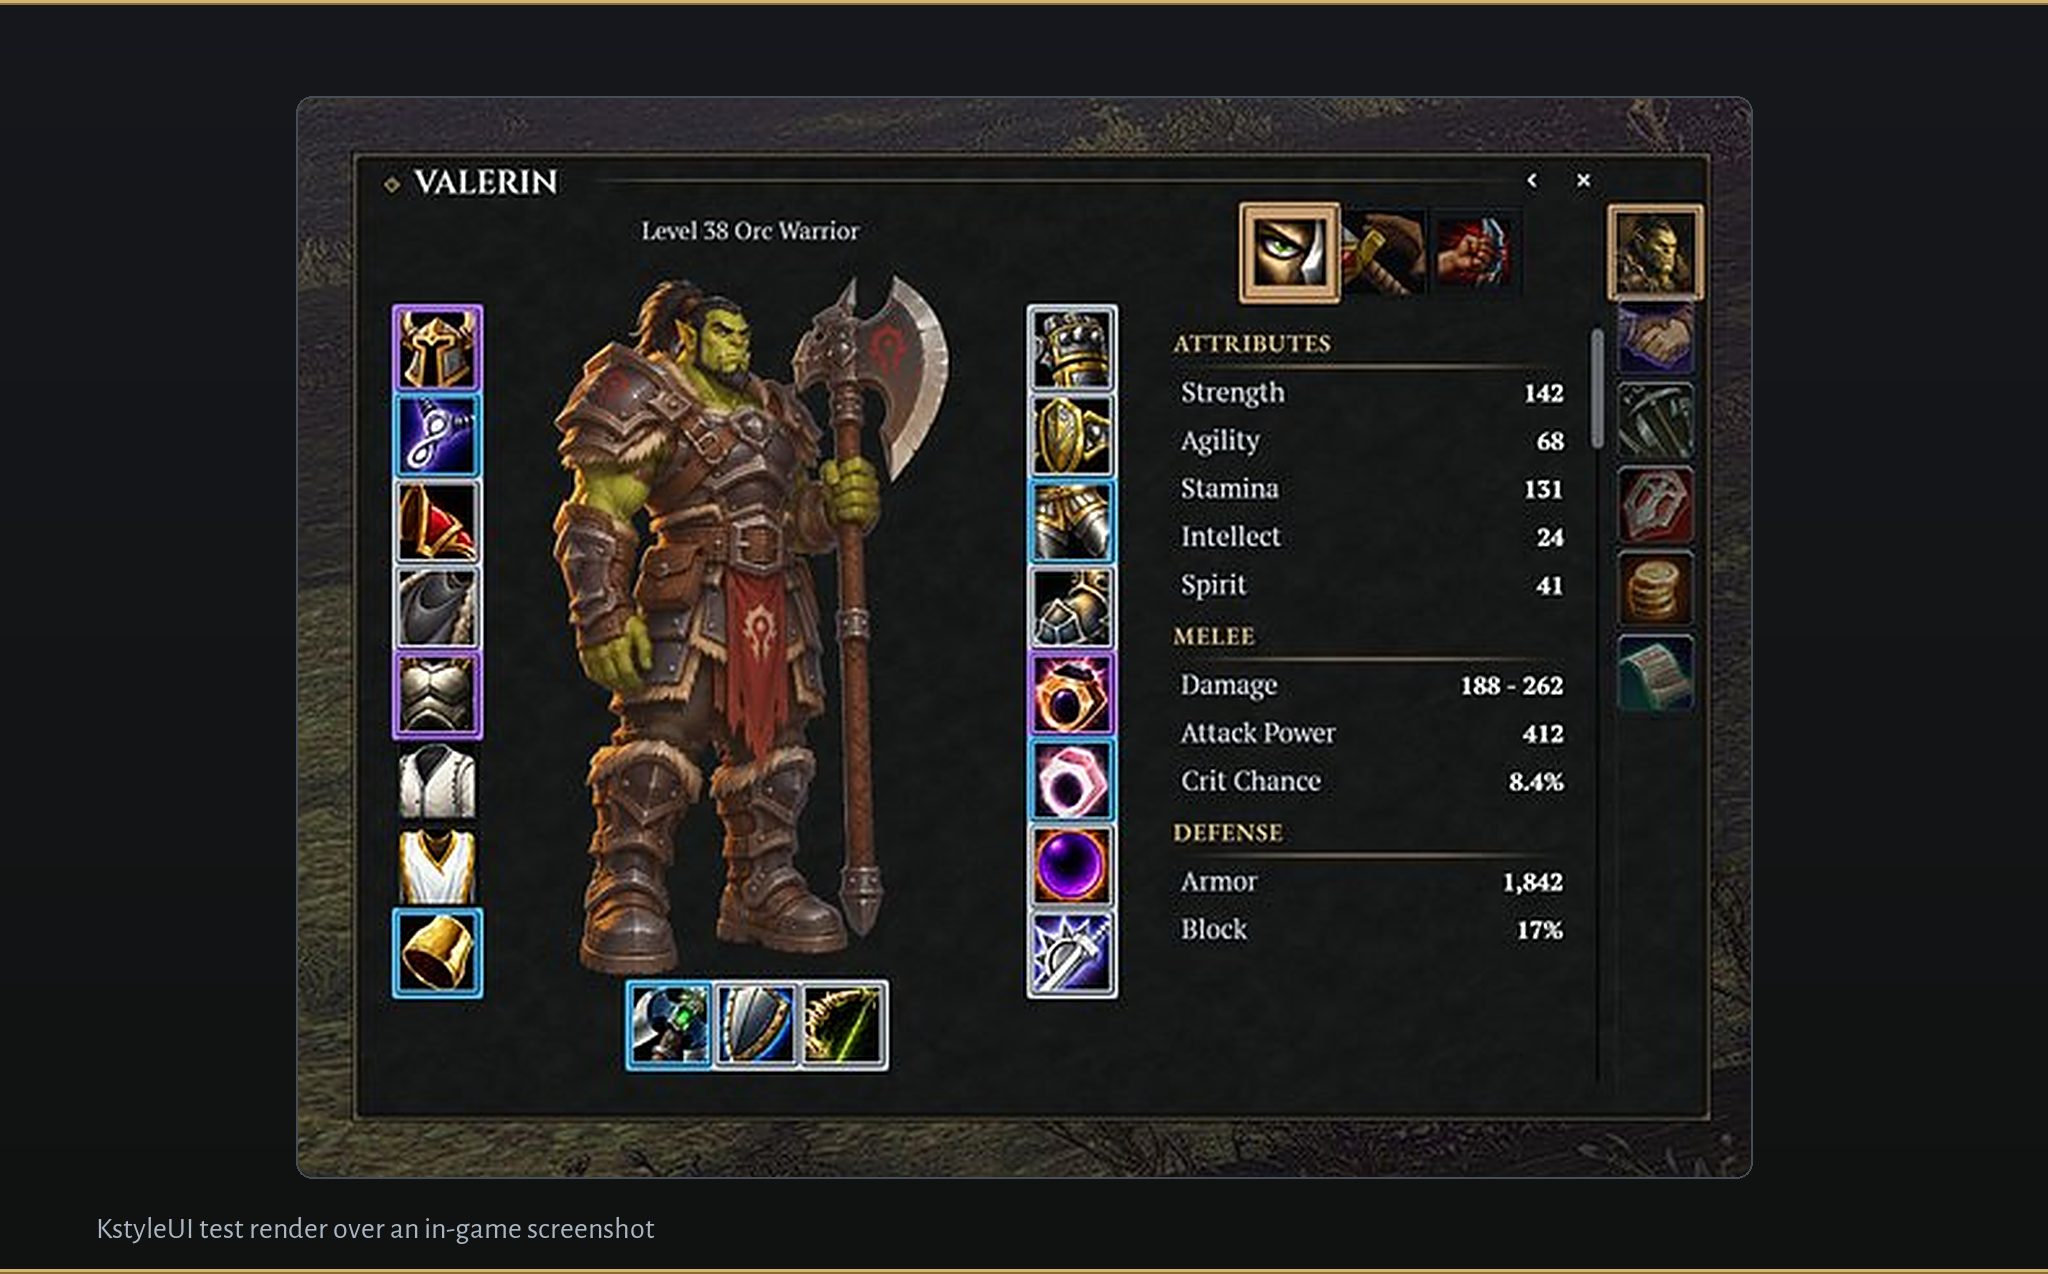 VALERIN
Level 38 Orc Warrior
ATTRIBUTES
Strength 142
Agility 68
Stamina 131
Intellect 24
Spirit 41
MELEE
Damage 188 - 262
Attack Power 412
Crit Chance 8.4%
DEFENSE
Armor 1,842
Block 17%
KstyleUI test render over an in-game screenshot